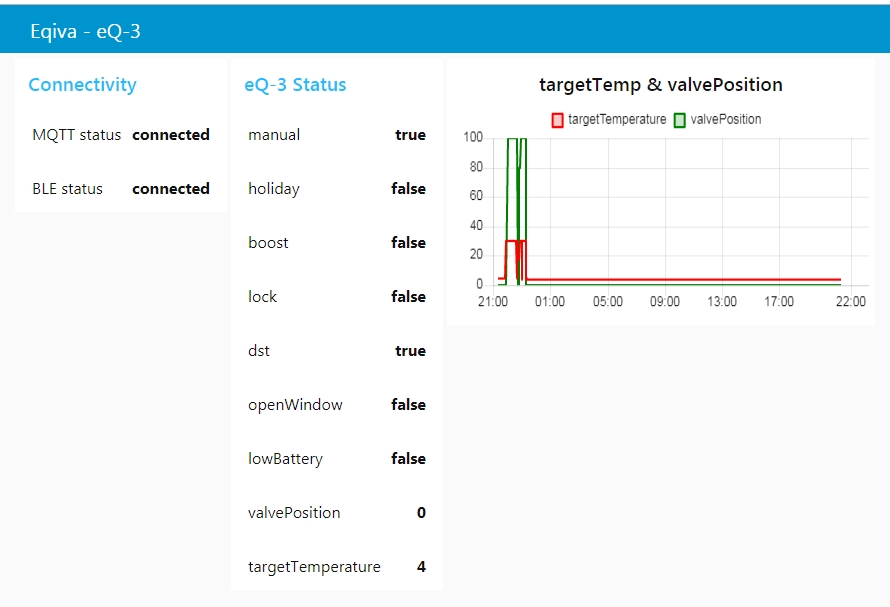 Eqiva - eQ-3
Connectivity
MQTT status connected
BLE status connected
eQ-3 Status
manual true
holiday false
boost false
lock false
dst true
openWindow false
lowBattery false
valvePosition 0
targetTemperature 4
targetTemp & valvePosition
targetTemperature valvePosition
100
80
60
40
20
0
21:00 01:00 05:00 09:00 13:00 17:00 22:00